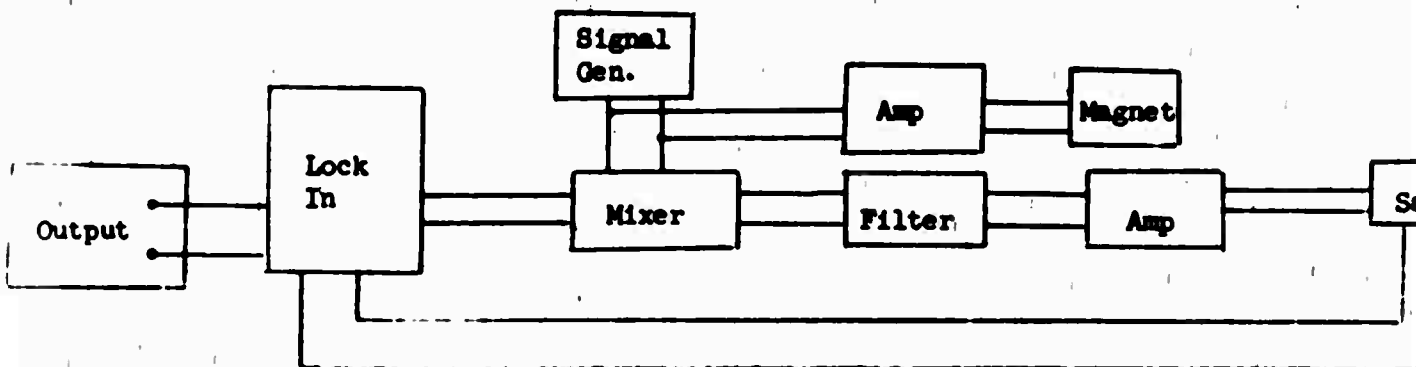 Signal
Gen.
Amp
Magnet
Lock
In
Output
Mixer
Filter
Amp